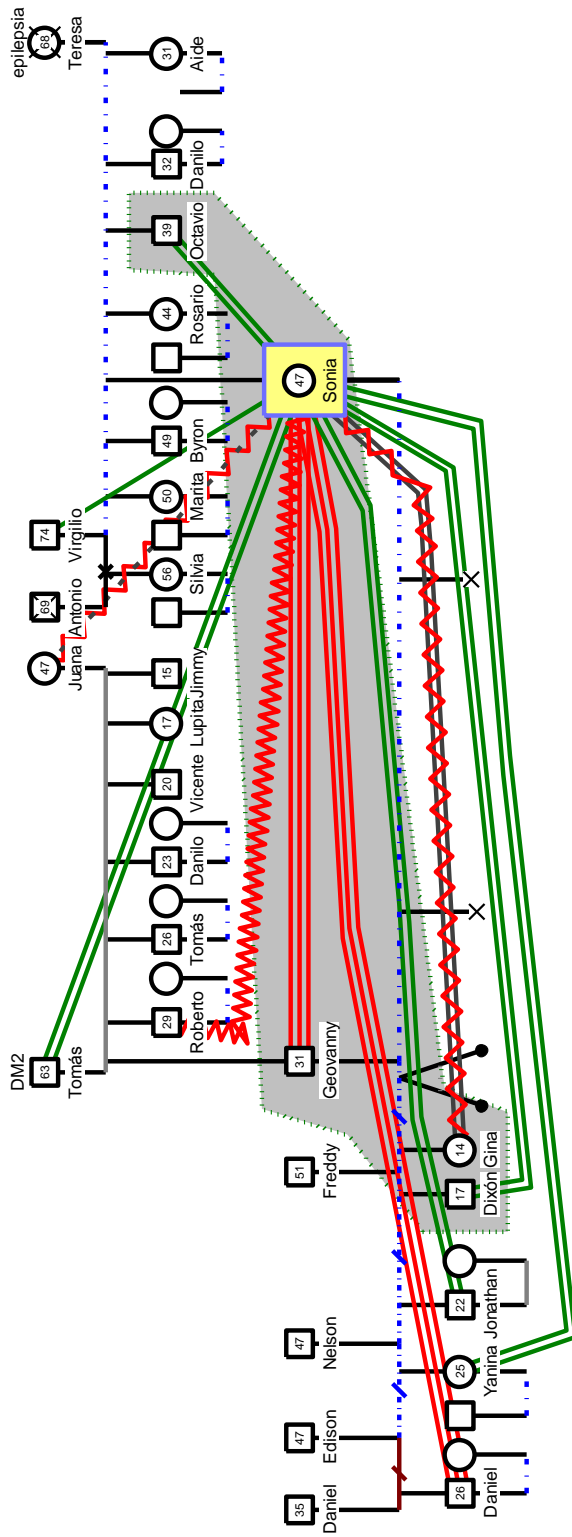 DM2 epilepsia
63 47 69 74 68
Tomás Juana Antonio Virgilio Teresa
29 26 23 20 17 15 56 50 49 44 39 32 31
Roberto Tomás Danilo Vicente Lupita Jimmy Silvia Marita Byron Rosario Octavio Danilo Aide
35 47 47 51 31 47
Daniel Edison Nelson Freddy Geovanny Sonia
26 25 22 17 14
Daniel Yanina Jonathan Dixón Gina